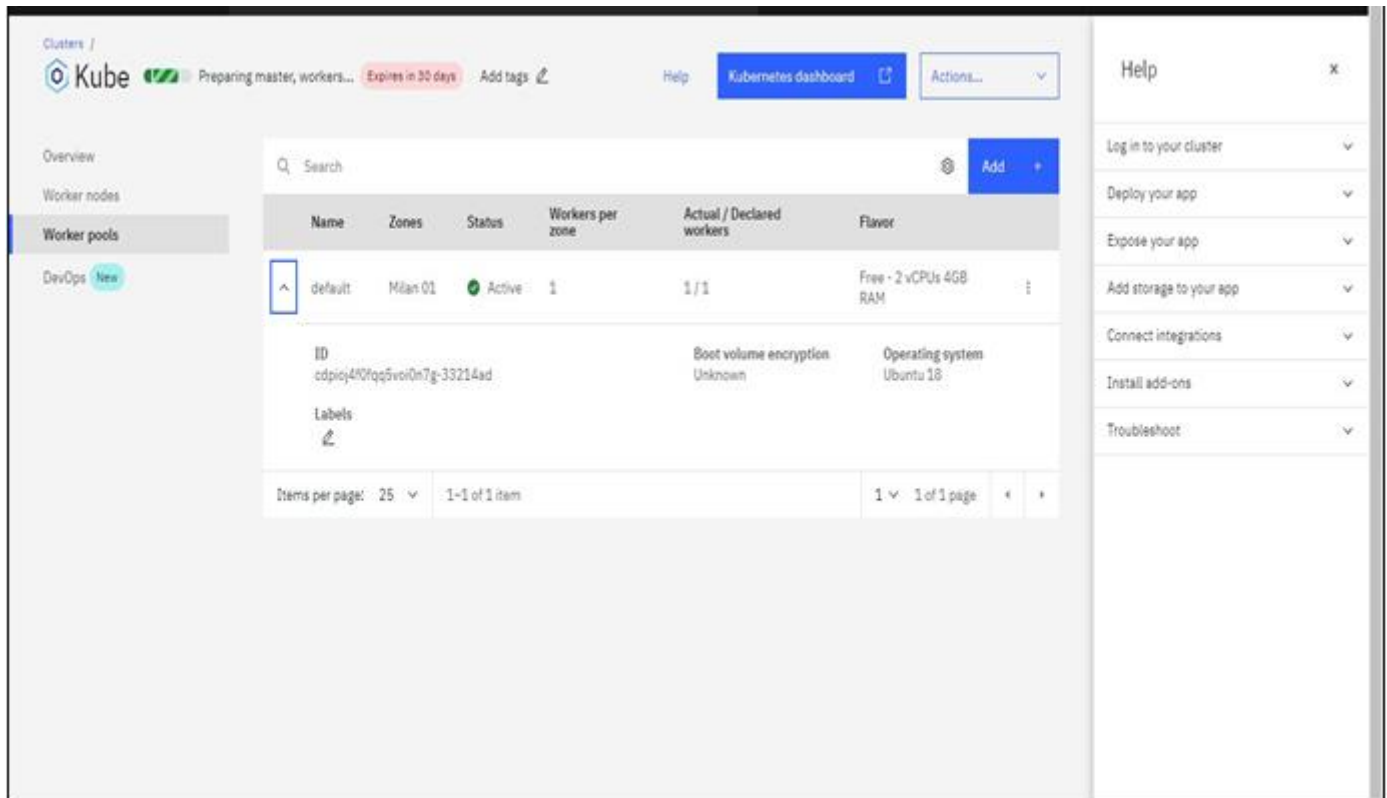 Clusters /
Kube Preparing master, workers... Expires in 30 days Add tags Help Kubernetes dashboard Actions...
Overview
Worker nodes
Worker pools
DevOps New
Search Add +
Name Zones Status Workers per zone Actual / Declared workers Flavor
default Milan 01 Active 1 1 / 1 Free - 2 vCPUs 4GB RAM
ID Boot volume encryption Operating system
cdpioj4f0fqq5voi0n7g-33214ad Unknown Ubuntu 18
Labels
Items per page: 25 1-1 of 1 item 1 1 of 1 page
Help x
Log in to your cluster
Deploy your app
Expose your app
Add storage to your app
Connect integrations
Install add-ons
Troubleshoot